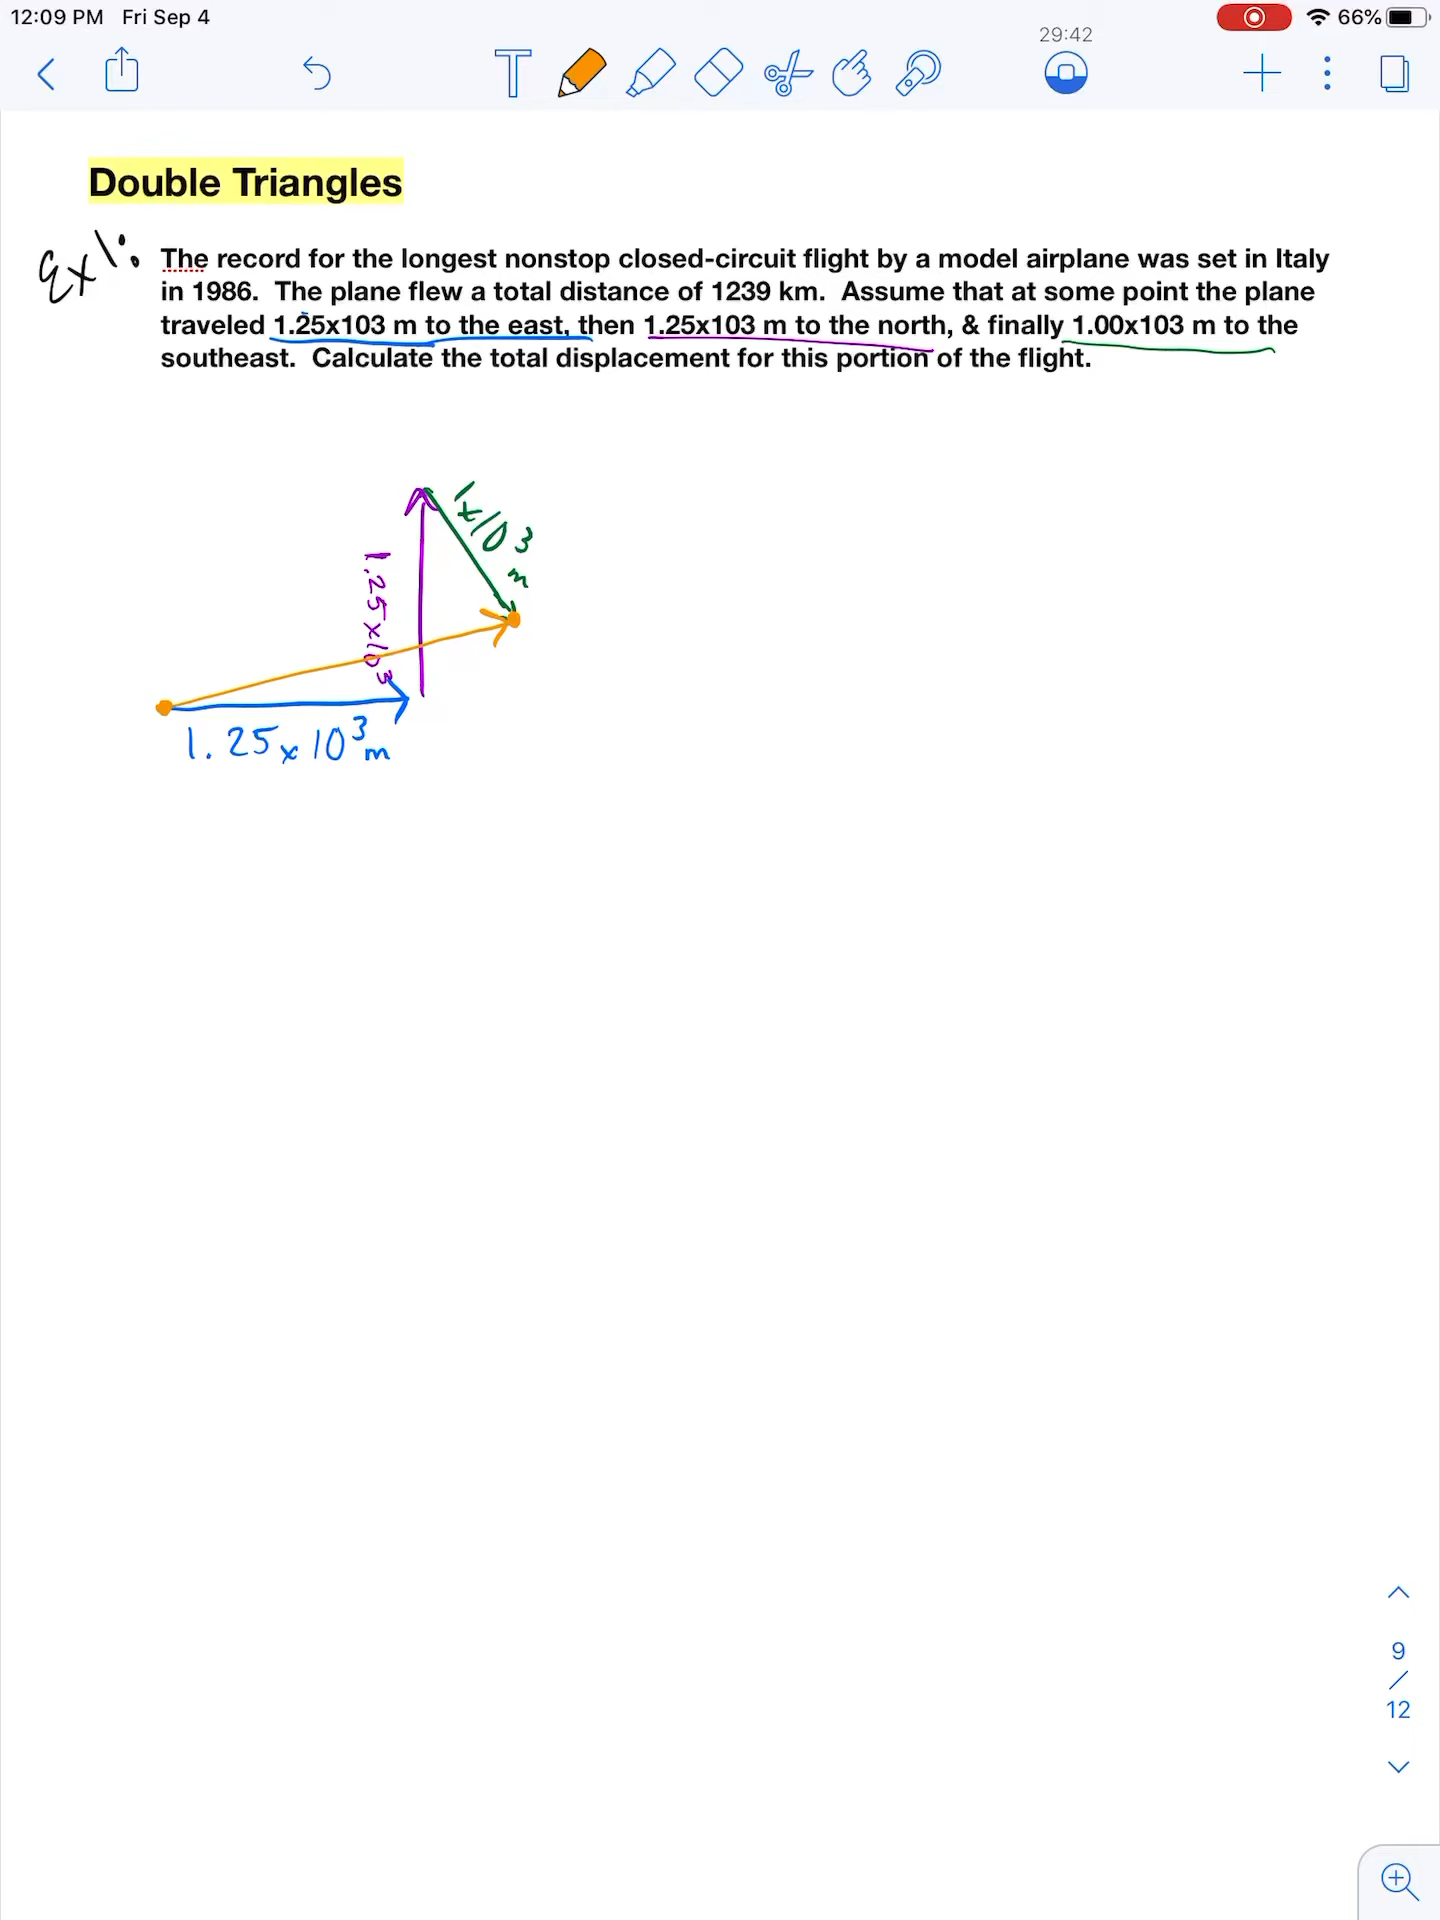 12:09 PM Fri Sep 4
66%
29:42
Double Triangles
Ex 1:
The record for the longest nonstop closed-circuit flight by a model airplane was set in Italy
in 1986. The plane flew a total distance of 1239 km. Assume that at some point the plane
traveled 1.25x103 m to the east, then 1.25x103 m to the north, & finally 1.00x103 m to the
southeast. Calculate the total displacement for this portion of the flight.
1x10³
m
1.25x10³
1.25x10³m
9
/
12